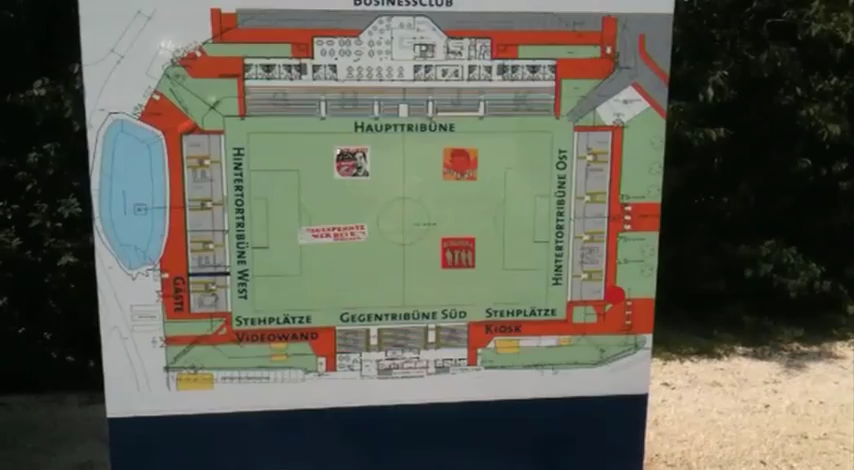 BUSINESSCLUB
HAUPTTRIBÜNE
HINTERTORTRIBÜNE WEST
HINTERTORTRIBÜNE OST
GÄSTE
STEHPLÄTZE
GEGENTRIBÜNE SÜD
STEHPLÄTZE
VIDEOWAND
KIOSK